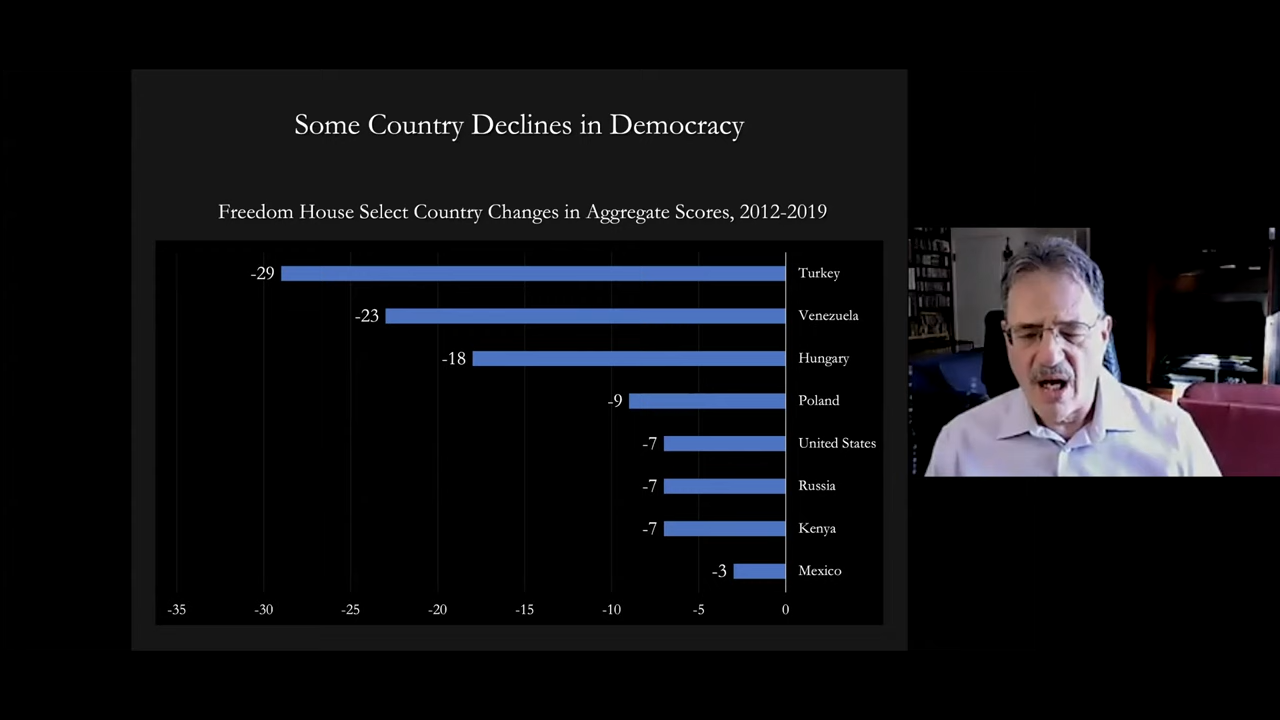 Some Country Declines in Democracy
Freedom House Select Country Changes in Aggregate Scores, 2012-2019
-29 Turkey
-23 Venezuela
-18 Hungary
-9 Poland
-7 United States
-7 Russia
-7 Kenya
-3 Mexico
-35 -30 -25 -20 -15 -10 -5 0